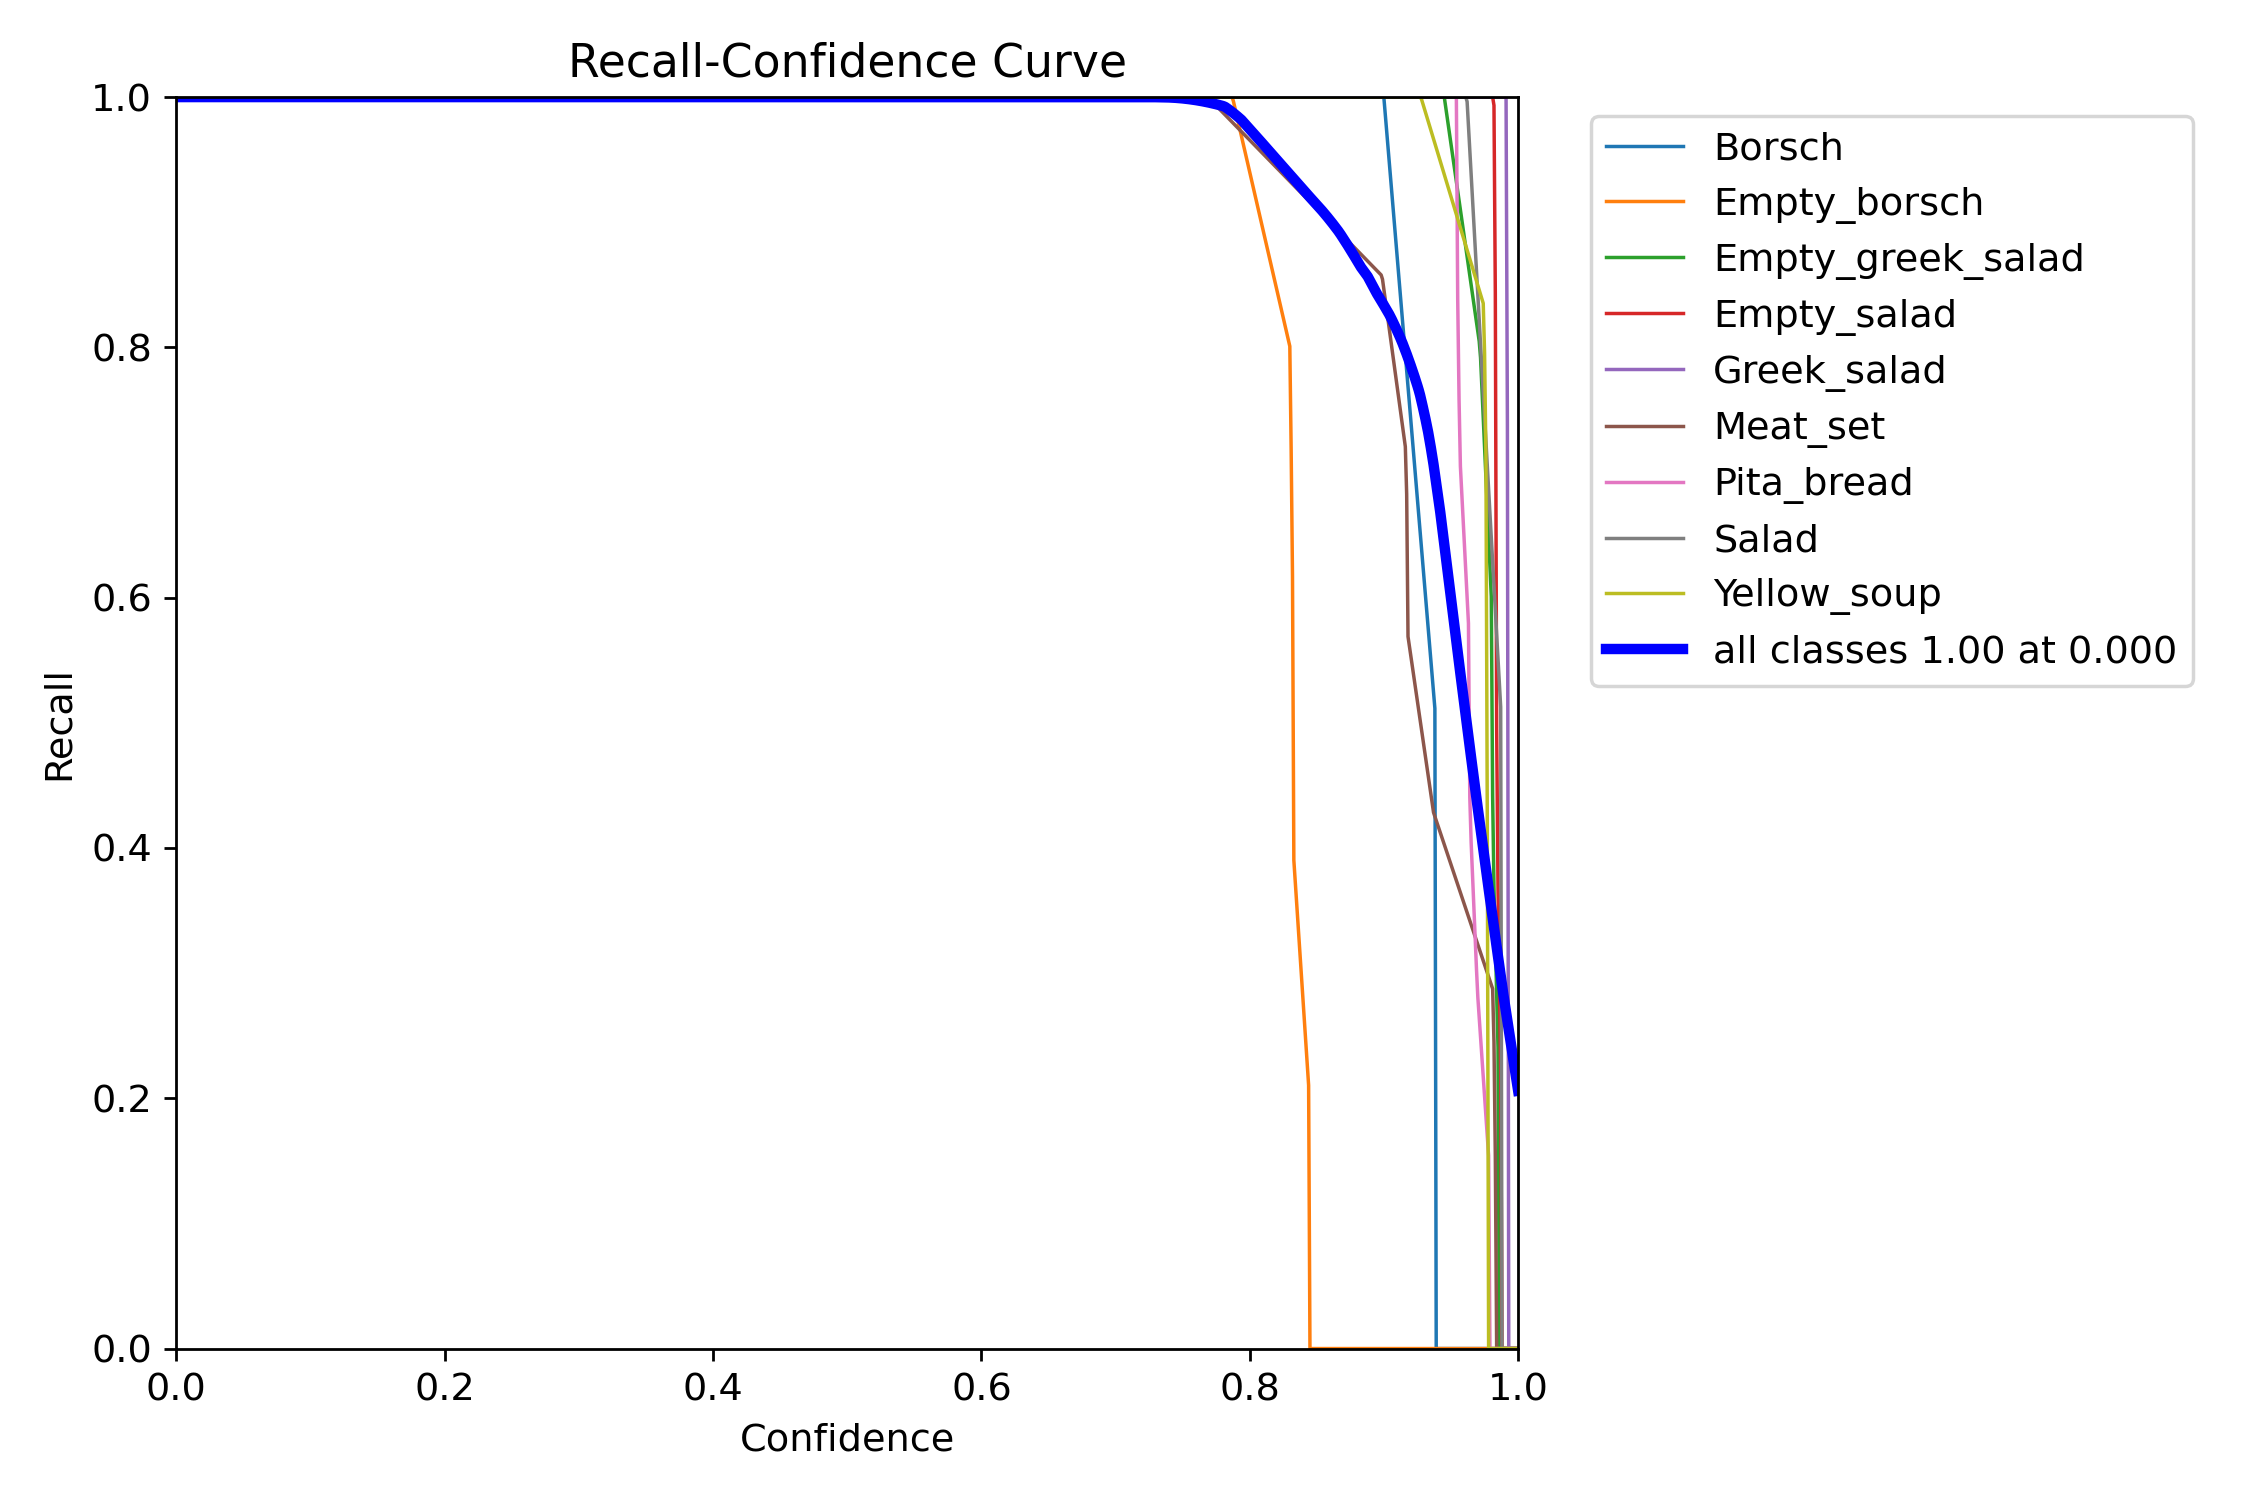 Recall-Confidence Curve
1.0
0.8
0.6
0.4
0.2
0.0
Recall
0.0 0.2 0.4 0.6 0.8 1.0
Confidence
Borsch
Empty_borsch
Empty_greek_salad
Empty_salad
Greek_salad
Meat_set
Pita_bread
Salad
Yellow_soup
all classes 1.00 at 0.000